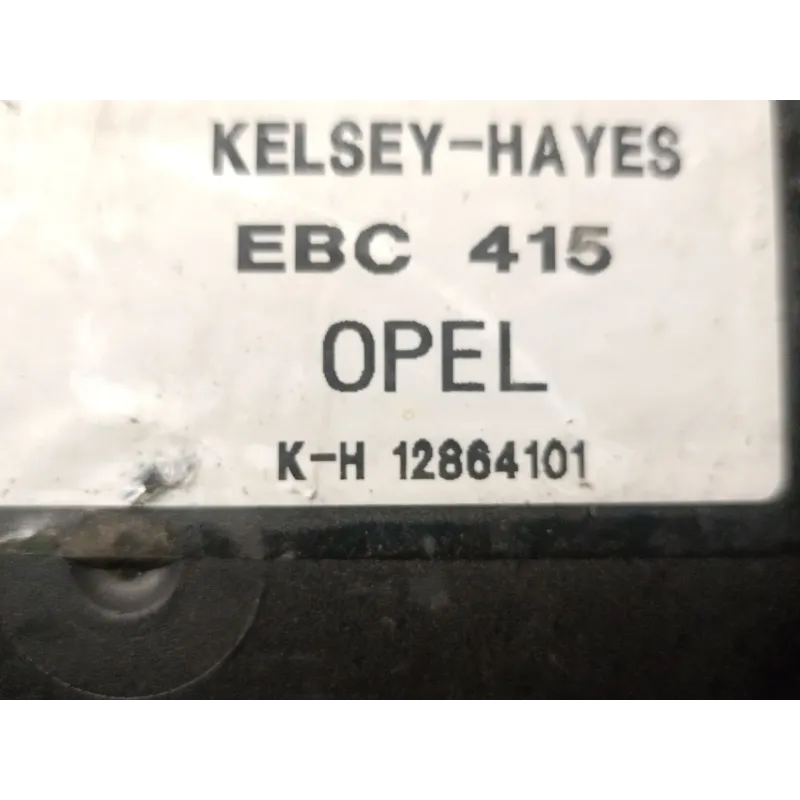 KELSEY-HAYES
EBC 415
OPEL
K-H 12864101